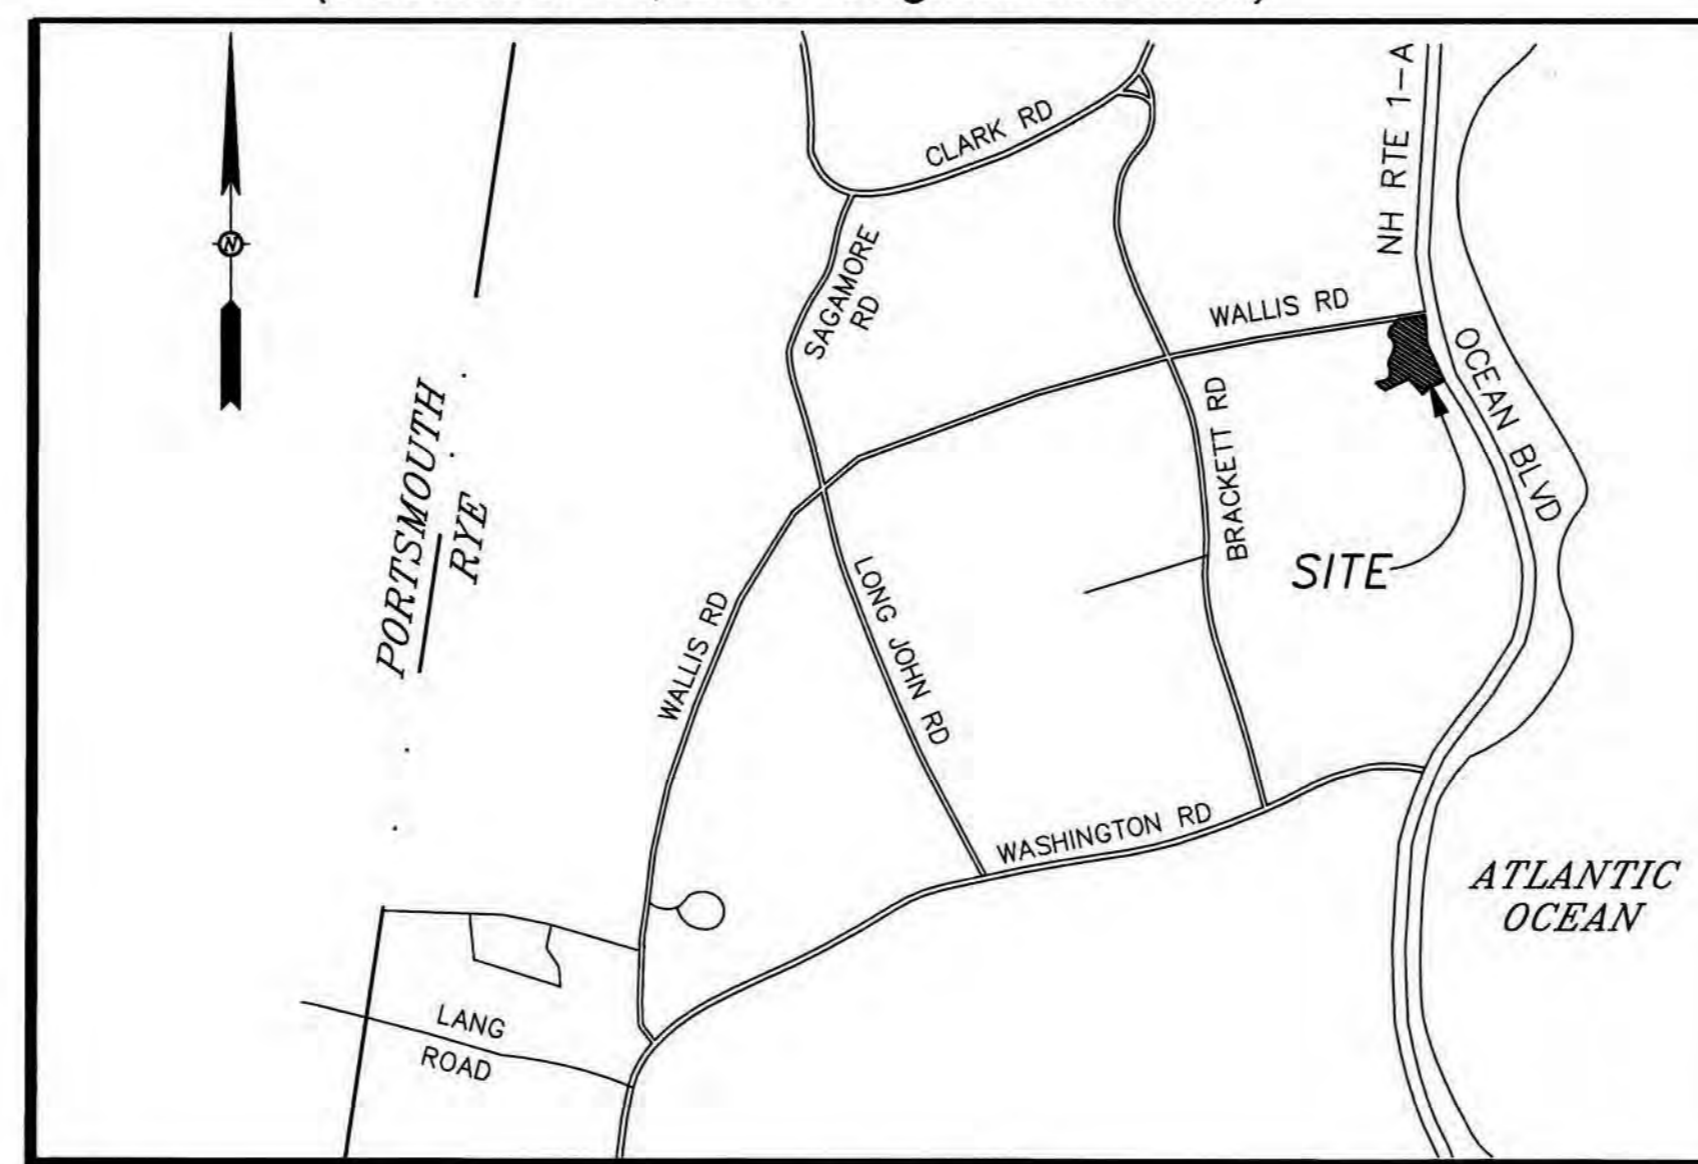 NH RTE 1-A
CLARK RD
N
SAGAMORE
RD
WALLIS RD
OCEAN BLVD
PORTSMOUTH
RYE
BRACKETT RD
SITE
LONG JOHN RD
WALLIS RD
WASHINGTON RD
ATLANTIC
OCEAN
LANG
ROAD